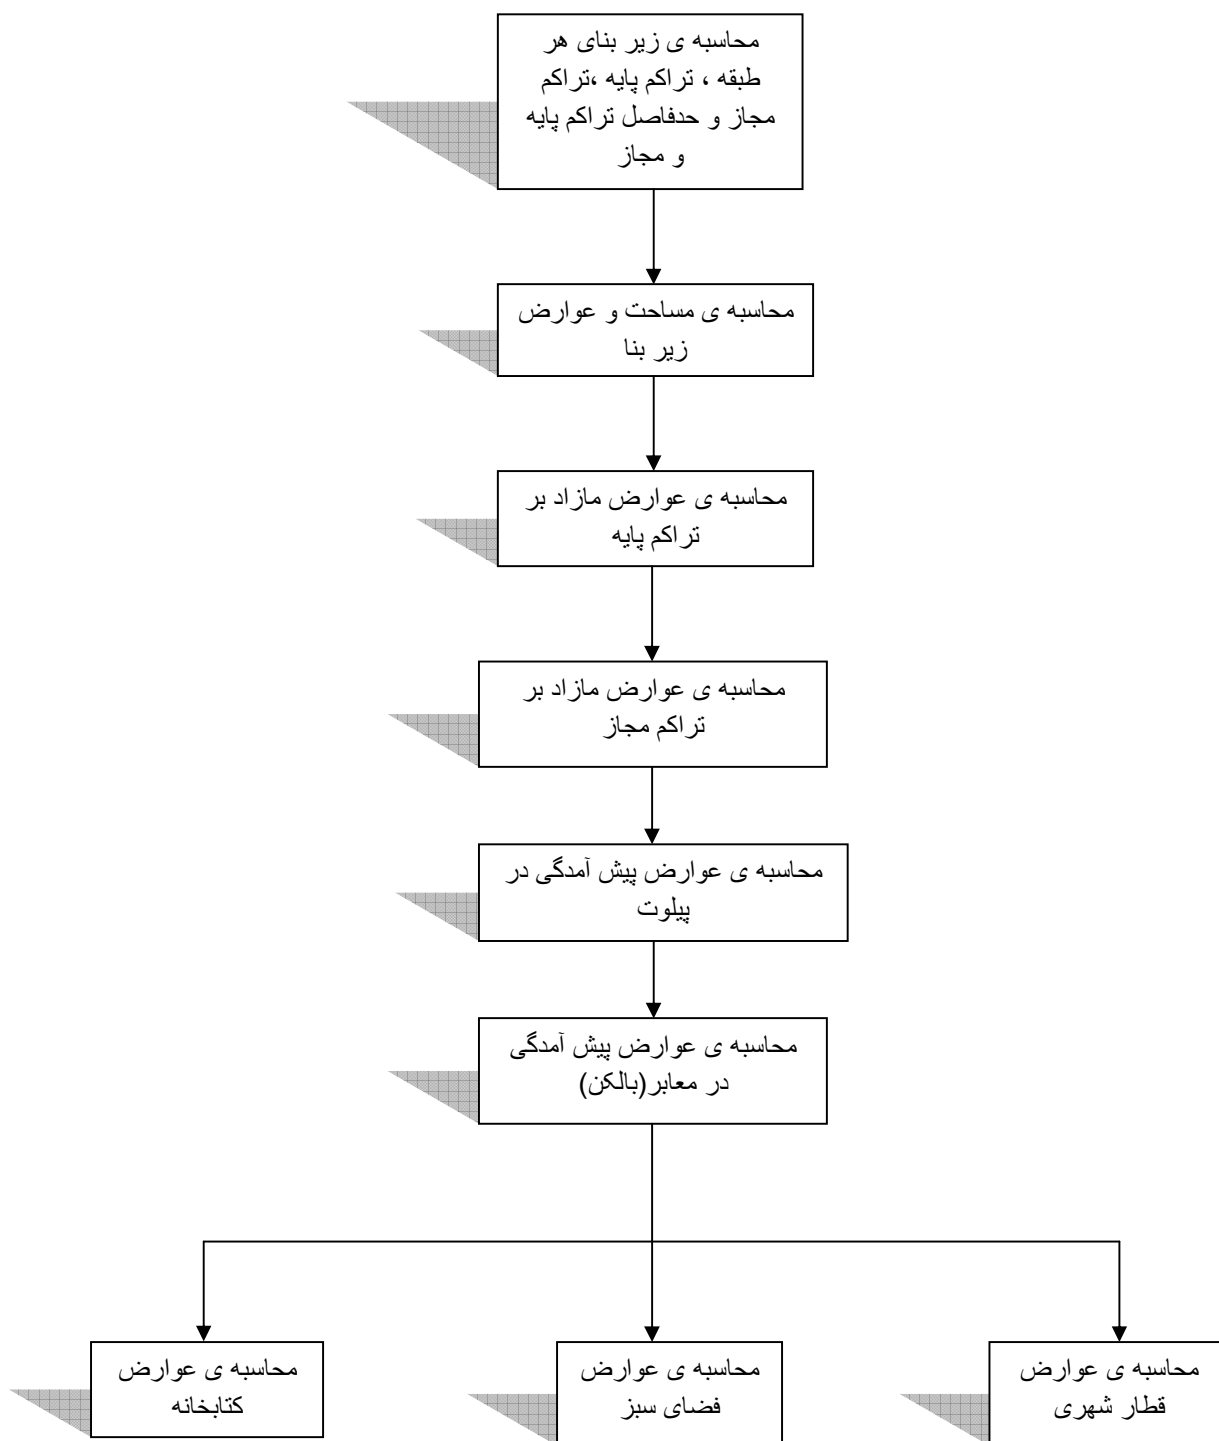 محاسبه ی زیر بنای هر
طبقه ، تراکم پایه ،تراکم
مجاز و حدفاصل تراکم پایه
و مجاز
محاسبه ی مساحت و عوارض
زیر بنا
محاسبه ی عوارض مازاد بر
تراکم پایه
محاسبه ی عوارض مازاد بر
تراکم مجاز
محاسبه ی عوارض پیش آمدگی در
پیلوت
محاسبه ی عوارض پیش آمدگی
در معابر(بالکن)
محاسبه ی عوارض
قطار شهری
محاسبه ی عوارض
فضای سبز
محاسبه ی عوارض
کتابخانه